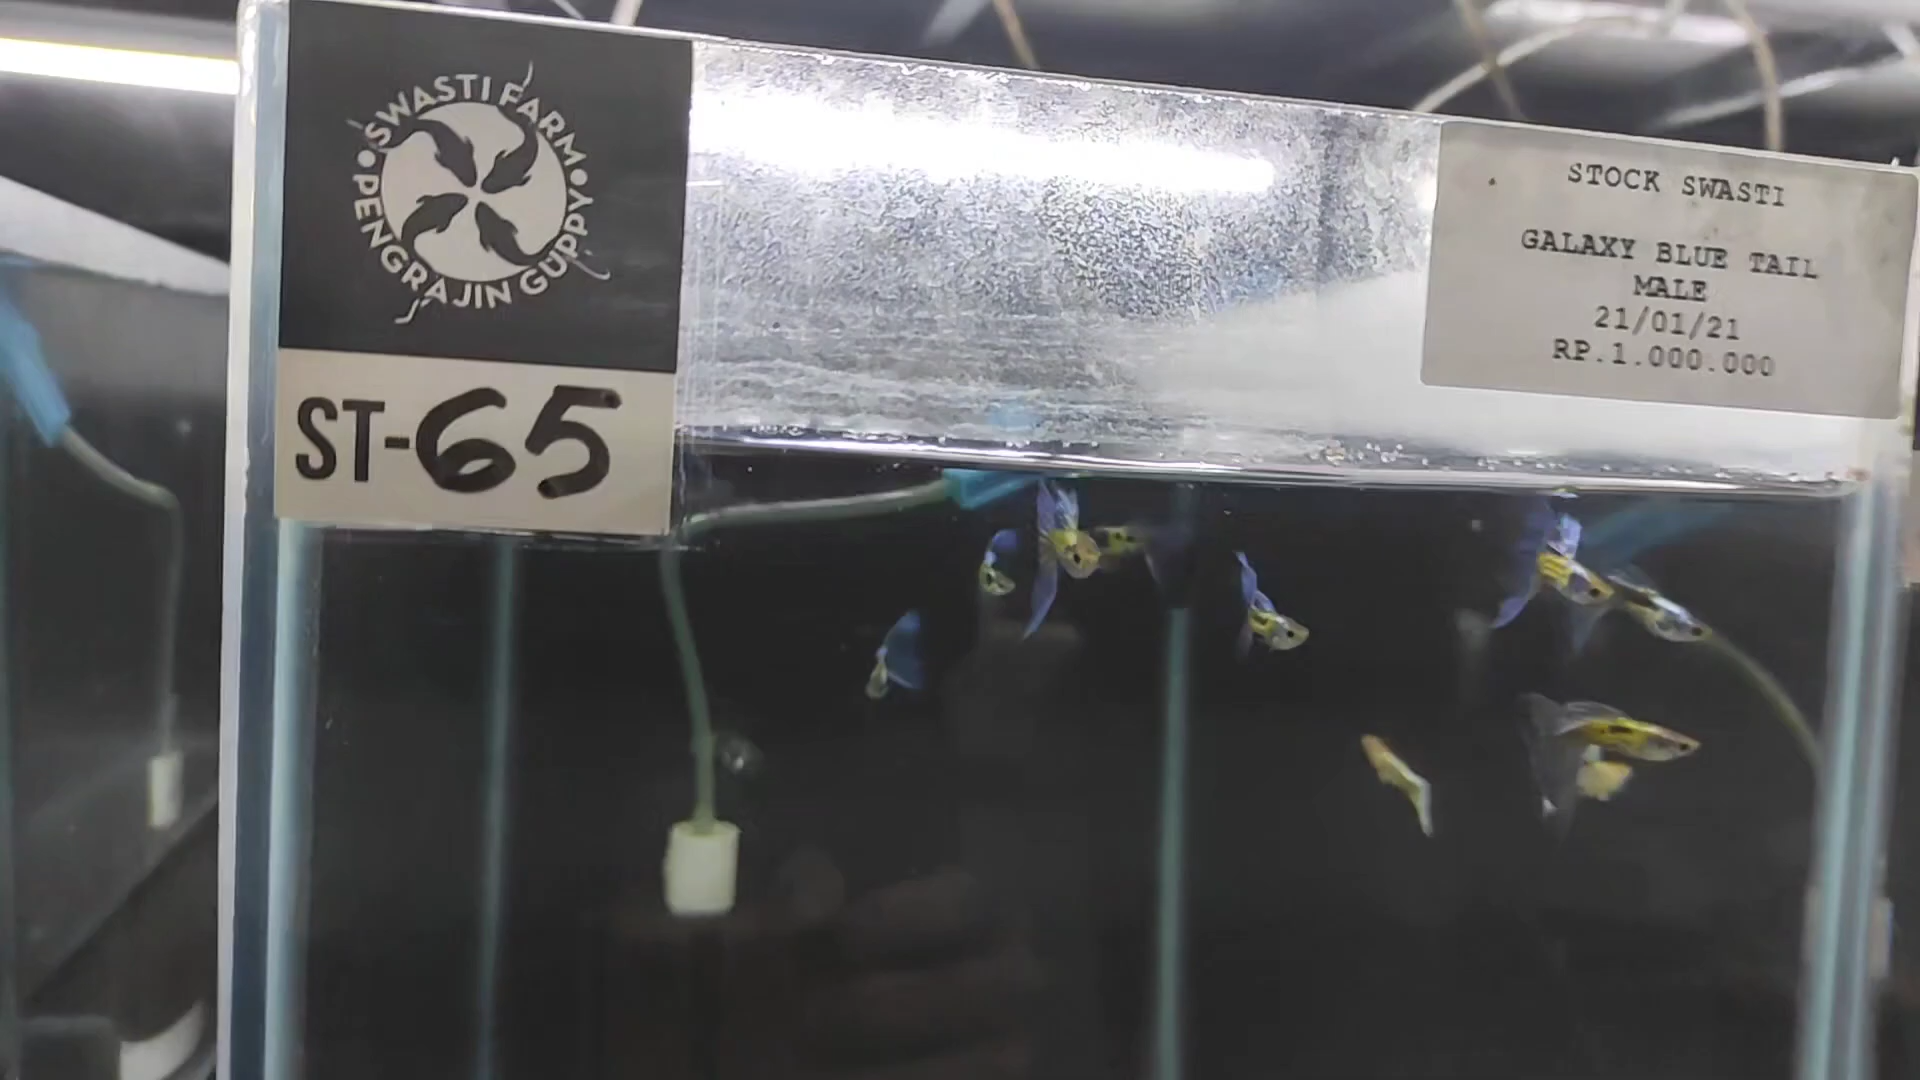 SWASTI FARM
PENGRAJIN GUPPY
ST-65
STOCK SWASTI
GALAXY BLUE TAIL
MALE
21/01/21
RP.1.000.000